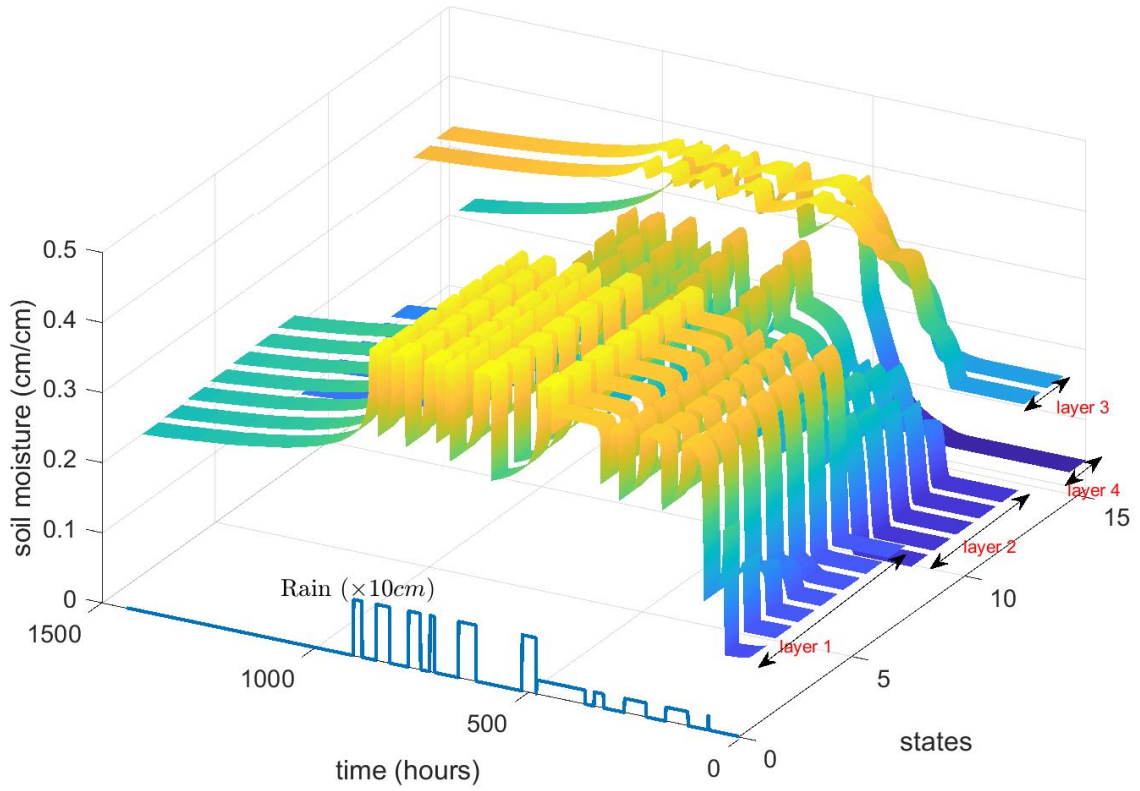 0.5
0.4
0.3
0.2
0.1
0
soil moisture (cm/cm)
1500
1000
500
0
time (hours)
0
5
10
15
states
Rain (×10cm)
layer 1
layer 2
layer 3
layer 4